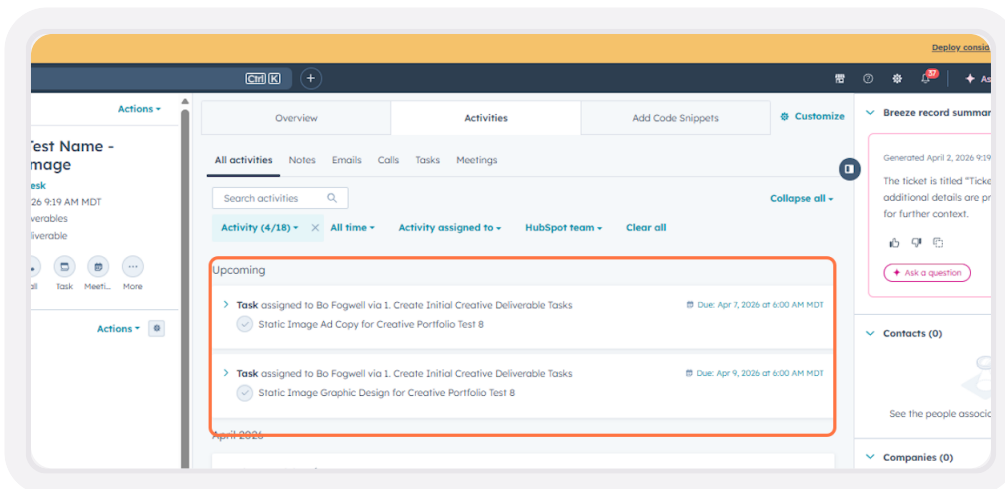 Deploy consid
Ctrl K
+
37
As
Actions
Test Name -
mage
esk
26 9:19 AM MDT
verables
liverable
all Task Meeti... More
Actions
Overview Activities Add Code Snippets
Customize
All activities Notes Emails Calls Tasks Meetings
Search activities
Collapse all
Activity (4/18) All time Activity assigned to HubSpot team Clear all
Upcoming
Task assigned to Bo Fogwell via 1. Create Initial Creative Deliverable Tasks Due: Apr 7, 2026 at 6:00 AM MDT
Static Image Ad Copy for Creative Portfolio Test 8
Task assigned to Bo Fogwell via 1. Create Initial Creative Deliverable Tasks Due: Apr 9, 2026 at 6:00 AM MDT
Static Image Graphic Design for Creative Portfolio Test 8
April 2026
Breeze record summar
Generated April 2, 2026 9:19
The ticket is titled "Ticke
additional details are pr
for further context.
Ask a question
Contacts (0)
See the people associc
Companies (0)